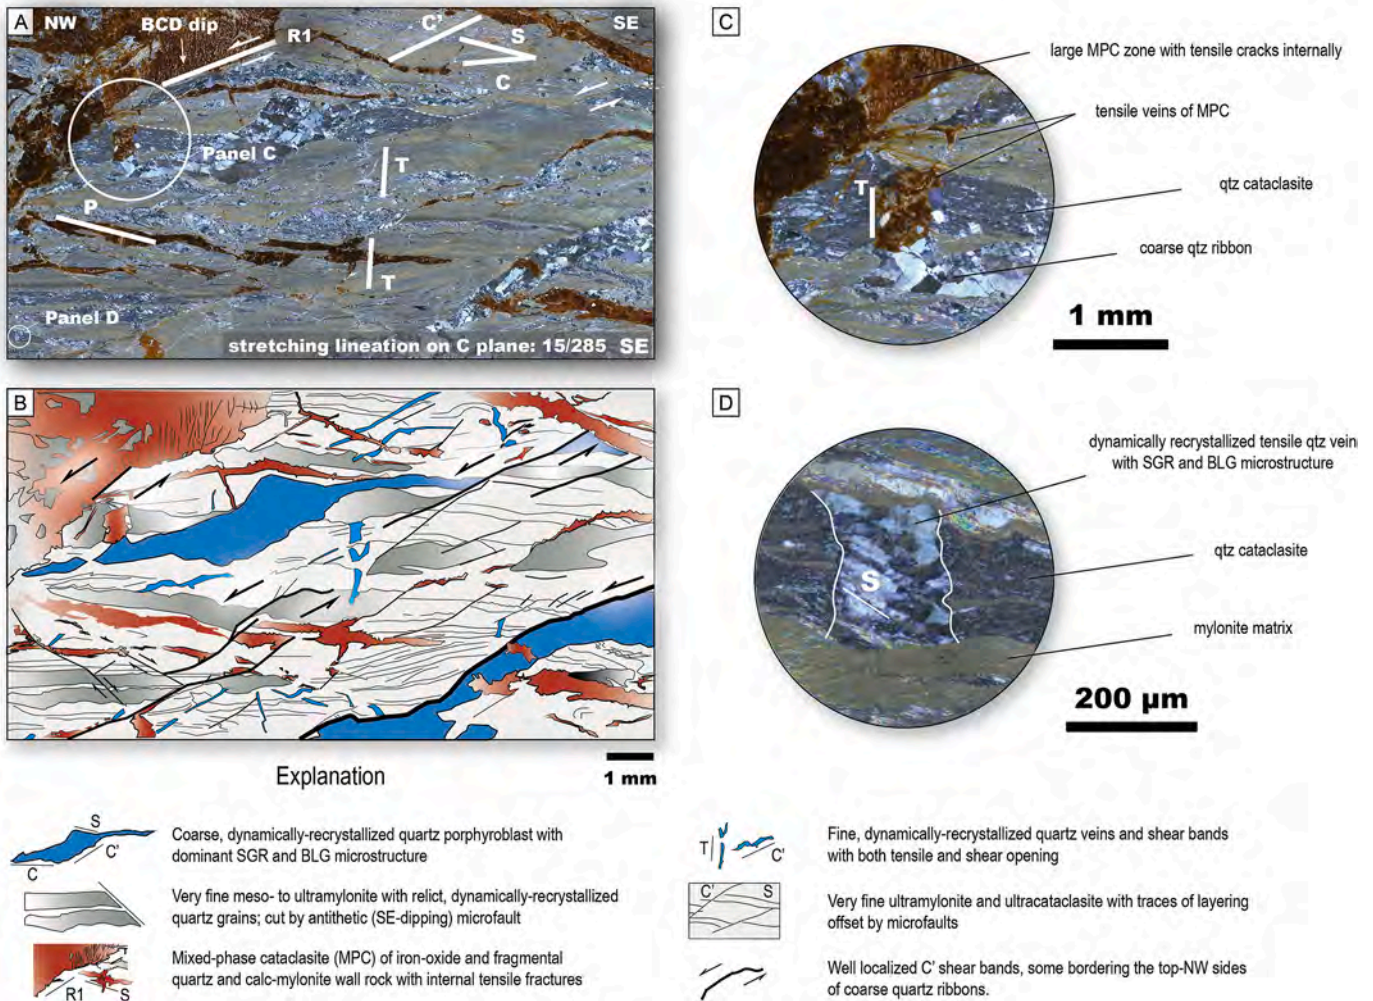 A NW
BCD dip
R1
C'
S
C
SE
Panel C
T
P
T
Panel D
stretching lineation on C plane: 15/285 SE
C
large MPC zone with tensile cracks internally
tensile veins of MPC
T
qtz cataclasite
coarse qtz ribbon
1 mm
B
1 mm
D
dynamically recrystallized tensile qtz vein
with SGR and BLG microstructure
S
qtz cataclasite
mylonite matrix
200 µm
Explanation
S
C'
C
Coarse, dynamically-recrystallized quartz porphyroblast with
dominant SGR and BLG microstructure
Very fine meso- to ultramylonite with relict, dynamically-recrystallized
quartz grains; cut by antithetic (SE-dipping) microfault
T
R1
S
Mixed-phase cataclasite (MPC) of iron-oxide and fragmental
quartz and calc-mylonite wall rock with internal tensile fractures
T
C'
Fine, dynamically-recrystallized quartz veins and shear bands
with both tensile and shear opening
C' S
Very fine ultramylonite and ultracataclasite with traces of layering
offset by microfaults
Well localized C' shear bands, some bordering the top-NW sides
of coarse quartz ribbons.